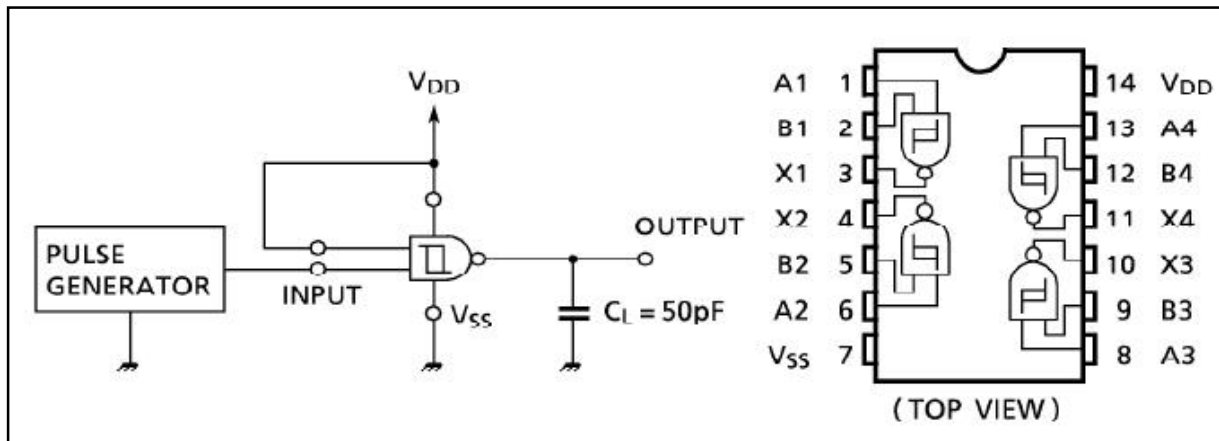 VDD
PULSE
GENERATOR
INPUT
VSS
OUTPUT
CL = 50pF
A1 1
B1 2
X1 3
X2 4
B2 5
A2 6
VSS 7
14 VDD
13 A4
12 B4
11 X4
10 X3
9 B3
8 A3
(TOP VIEW)